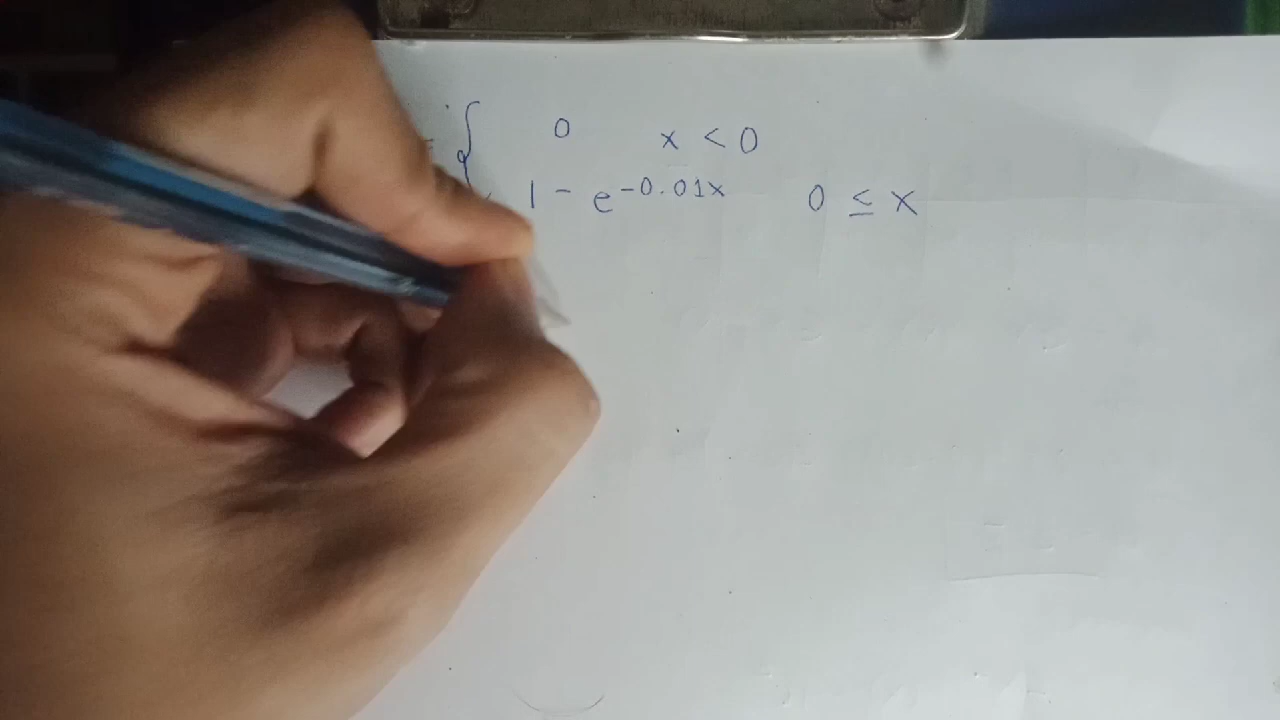 = { 0 x < 0
1 - e^{-0.01x} 0 ≤ x